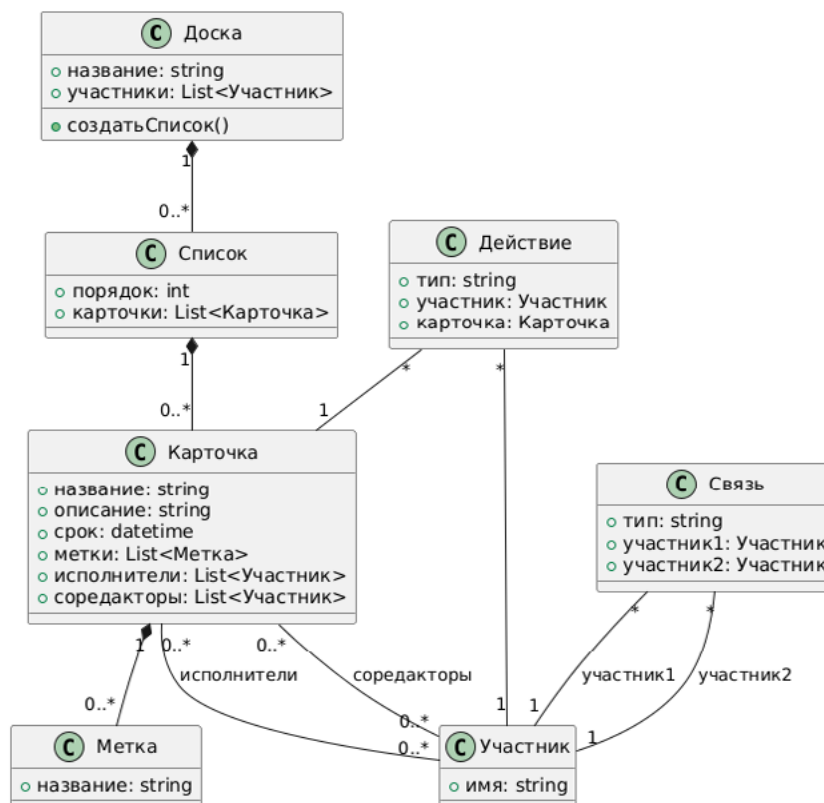 C Доска
название: string
участники: List<Участник>
создатьСписок()
1
0..*
C Список
порядок: int
карточки: List<Карточка>
C Действие
тип: string
участник: Участник
карточка: Карточка
1
0..*
*
1
*
1
C Карточка
название: string
описание: string
срок: datetime
метки: List<Метка>
исполнители: List<Участник>
соредакторы: List<Участник>
C Связь
тип: string
участник1: Участник
участник2: Участник
1
0..*
0..*
*
*
исполнители
соредакторы
участник1
участник2
0..*
0..*
0..*
1
1
C Метка
название: string
C Участник
имя: string